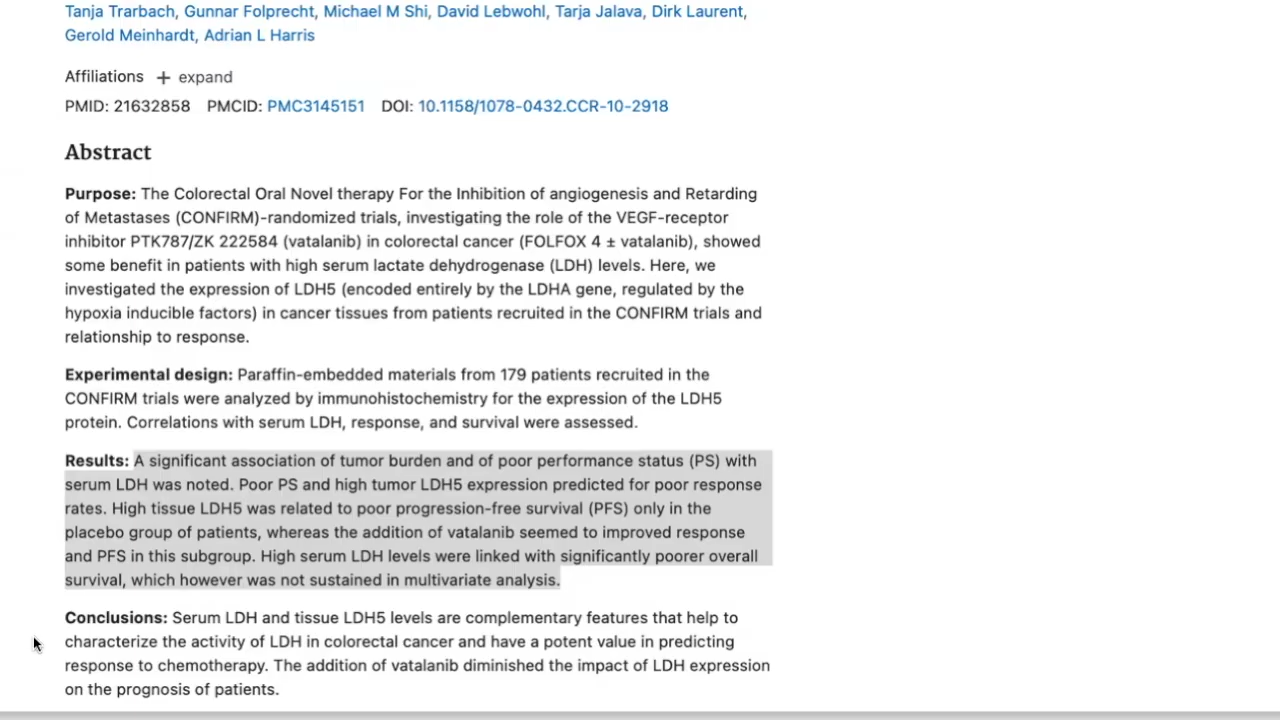 Tanja Trarbach, Gunnar Folprecht, Michael M Shi, David Lebwohl, Tarja Jalava, Dirk Laurent,
Gerold Meinhardt, Adrian L Harris
Affiliations + expand
PMID: 21632858 PMCID: PMC3145151 DOI: 10.1158/1078-0432.CCR-10-2918
Abstract
Purpose: The Colorectal Oral Novel therapy For the Inhibition of angiogenesis and Retarding
of Metastases (CONFIRM)-randomized trials, investigating the role of the VEGF-receptor
inhibitor PTK787/ZK 222584 (vatalanib) in colorectal cancer (FOLFOX 4 ± vatalanib), showed
some benefit in patients with high serum lactate dehydrogenase (LDH) levels. Here, we
investigated the expression of LDH5 (encoded entirely by the LDHA gene, regulated by the
hypoxia inducible factors) in cancer tissues from patients recruited in the CONFIRM trials and
relationship to response.
Experimental design: Paraffin-embedded materials from 179 patients recruited in the
CONFIRM trials were analyzed by immunohistochemistry for the expression of the LDH5
protein. Correlations with serum LDH, response, and survival were assessed.
Results: A significant association of tumor burden and of poor performance status (PS) with
serum LDH was noted. Poor PS and high tumor LDH5 expression predicted for poor response
rates. High tissue LDH5 was related to poor progression-free survival (PFS) only in the
placebo group of patients, whereas the addition of vatalanib seemed to improved response
and PFS in this subgroup. High serum LDH levels were linked with significantly poorer overall
survival, which however was not sustained in multivariate analysis.
Conclusions: Serum LDH and tissue LDH5 levels are complementary features that help to
characterize the activity of LDH in colorectal cancer and have a potent value in predicting
response to chemotherapy. The addition of vatalanib diminished the impact of LDH expression
on the prognosis of patients.